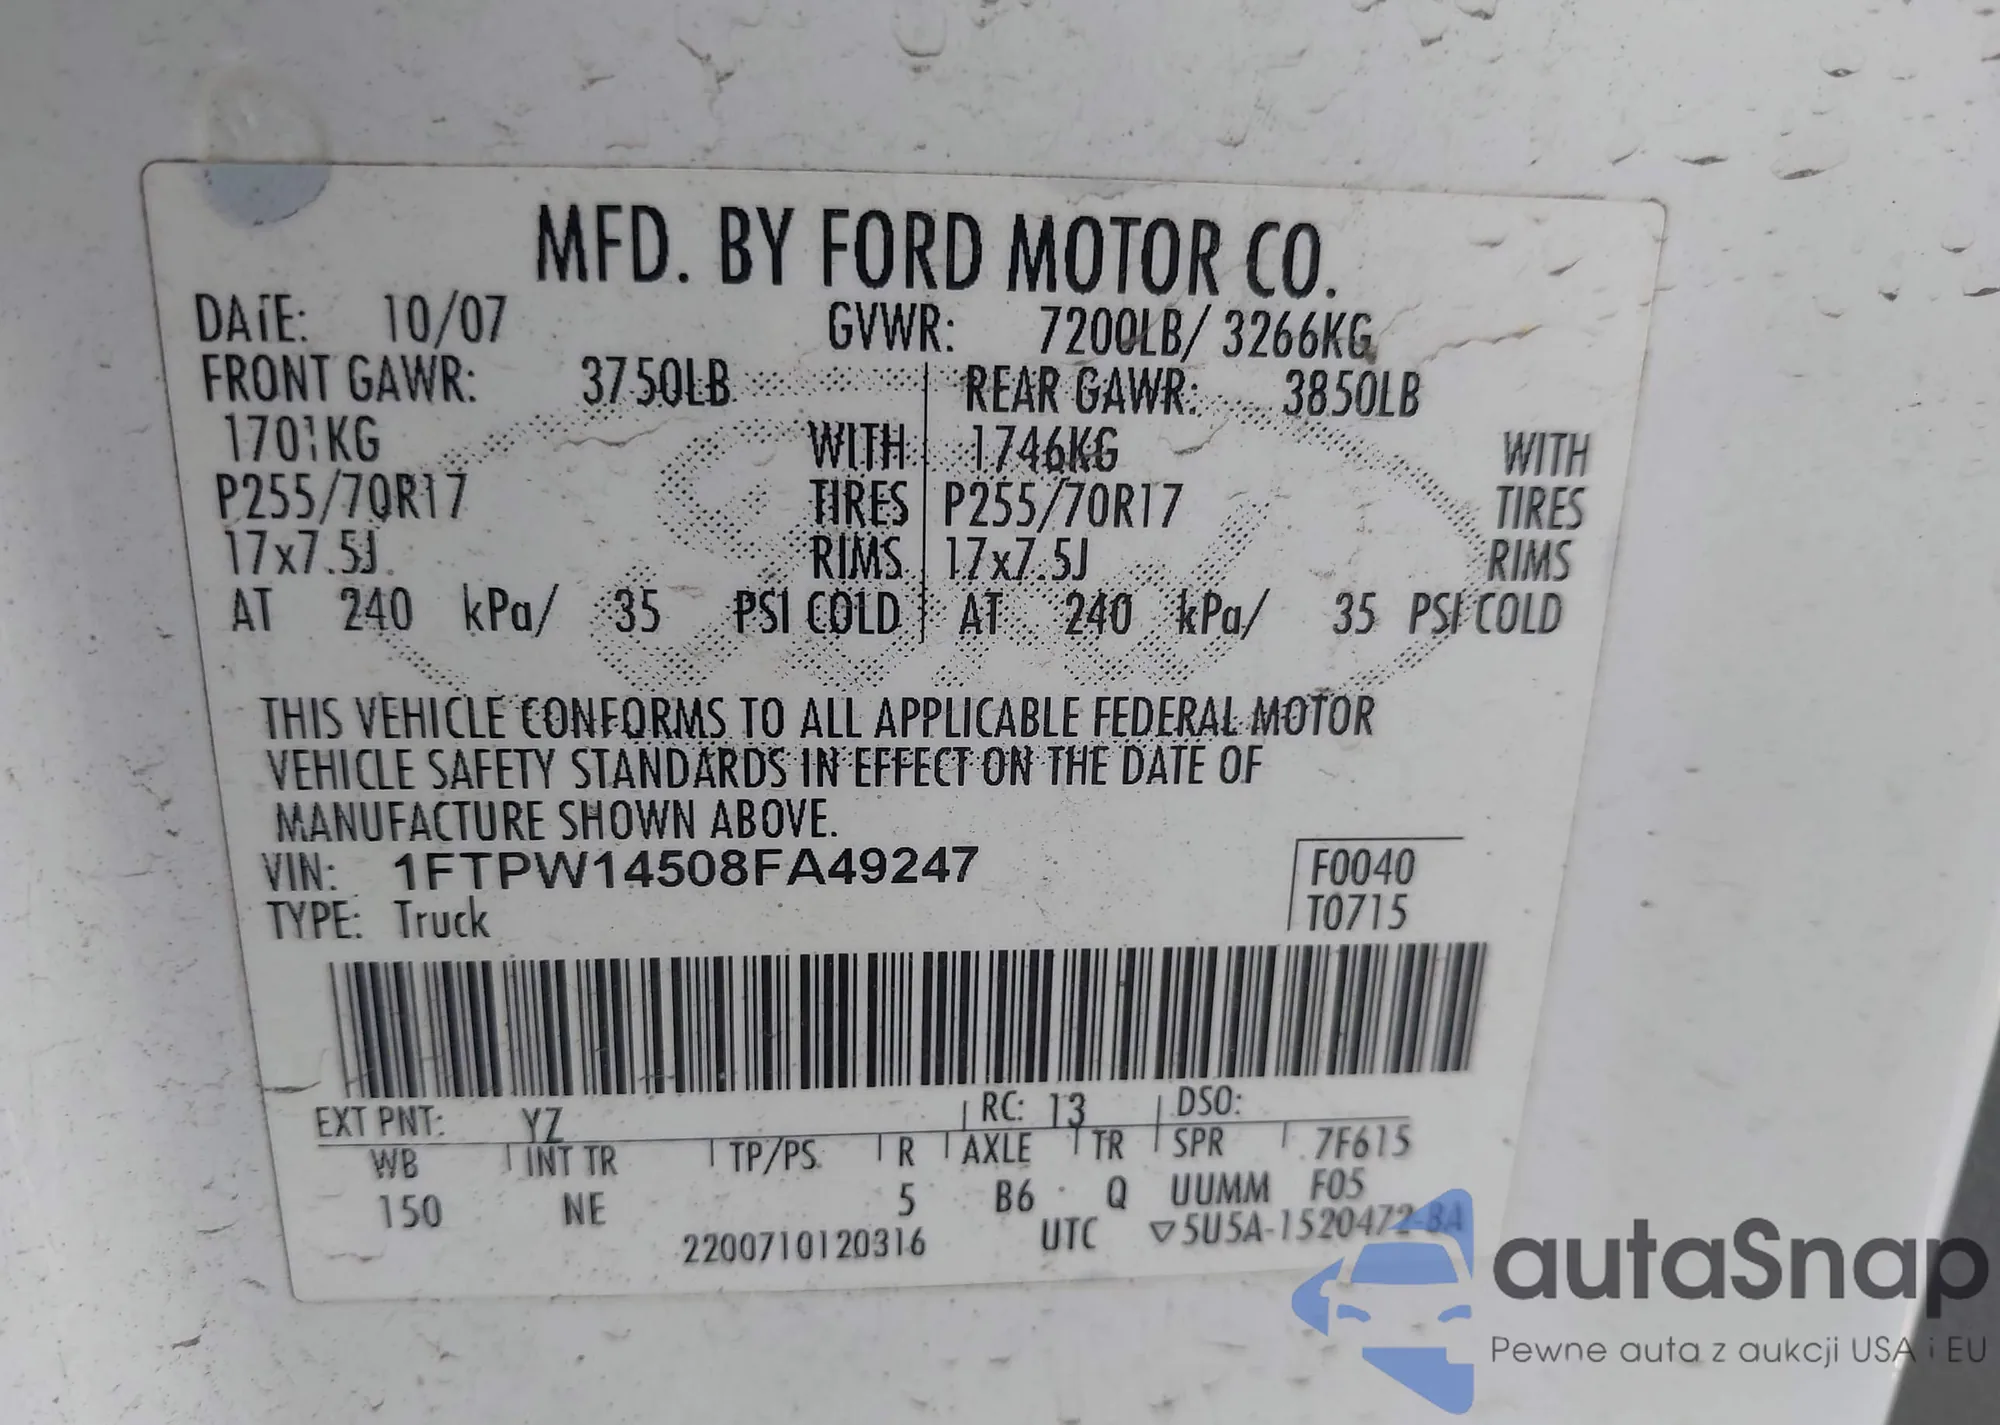 MFD. BY FORD MOTOR CO.
DATE: 10/07 GVWR: 7200LB/ 3266KG
FRONT GAWR: 3750LB REAR GAWR: 3850LB
1701KG WITH 1746KG WITH
P255/70R17 TIRES P255/70R17 TIRES
17x7.5J RIMS 17x7.5J RIMS
AT 240 kPa/ 35 PSI COLD AT 240 kPa/ 35 PSI COLD
THIS VEHICLE CONFORMS TO ALL APPLICABLE FEDERAL MOTOR
VEHICLE SAFETY STANDARDS IN EFFECT ON THE DATE OF
MANUFACTURE SHOWN ABOVE.
VIN: 1FTPW14508FA49247 F0040
TYPE: Truck T0715
EXT PNT: YZ RC: 13 DSO:
WB INT TR TP/PS R AXLE TR SPR 7F615
150 NE 5 B6 Q UUMM F05
2200710120316 UTC ▽5U5A-1520472-BA
autaSnap
Pewne auta z aukcji USA i EU